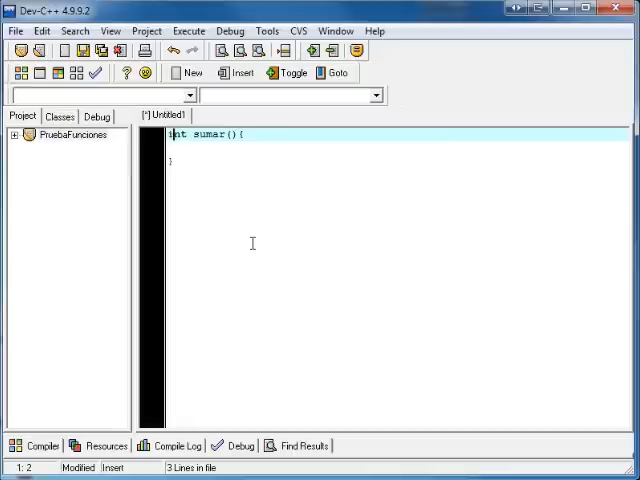 Dev-C++ 4.9.9.2
File Edit Search View Project Execute Debug Tools CVS Window Help
New Insert Toggle Goto
Project Classes Debug [*] Untitled1
PruebaFunciones
int sumar(){
}
Compiler Resources Compile Log Debug Find Results
1: 2 Modified Insert 3 Lines in file